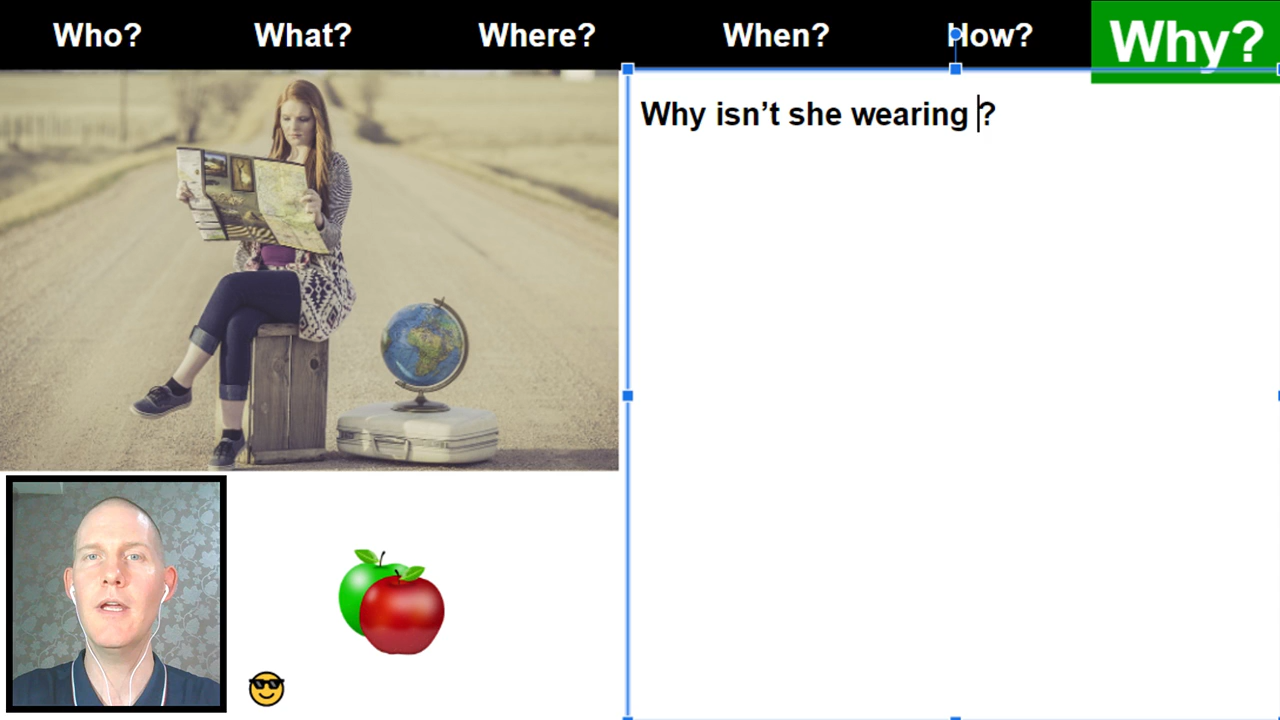 Who? What? Where? When? How? Why?
Why isn’t she wearing ?